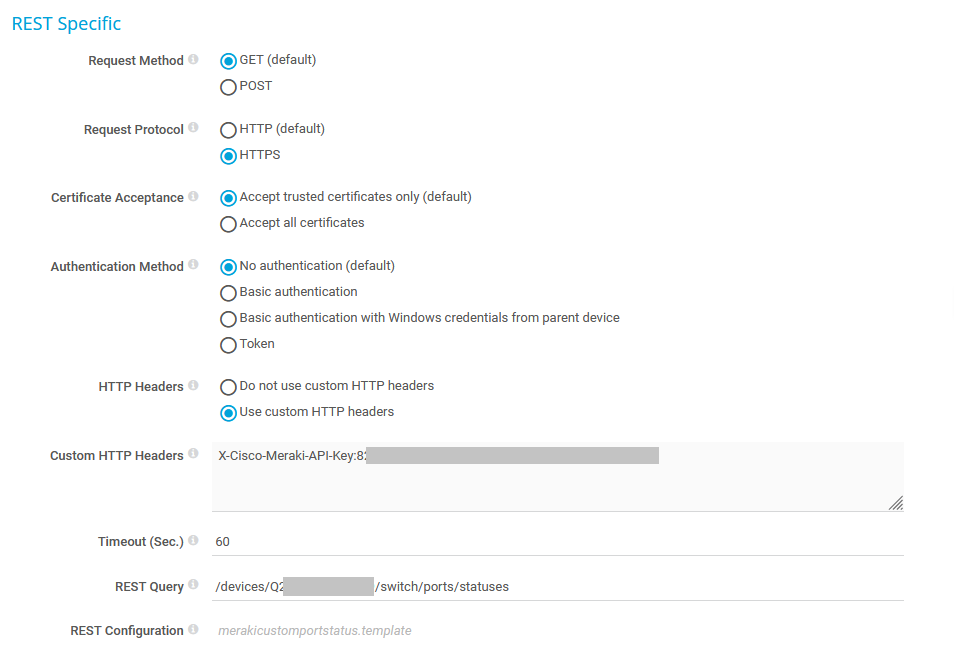 REST Specific
Request Method
GET (default)
POST
Request Protocol
HTTP (default)
HTTPS
Certificate Acceptance
Accept trusted certificates only (default)
Accept all certificates
Authentication Method
No authentication (default)
Basic authentication
Basic authentication with Windows credentials from parent device
Token
HTTP Headers
Do not use custom HTTP headers
Use custom HTTP headers
Custom HTTP Headers
X-Cisco-Meraki-API-Key:82
Timeout (Sec.)
60
REST Query
/devices/Q2 /switch/ports/statuses
REST Configuration
merakicustomportstatus.template